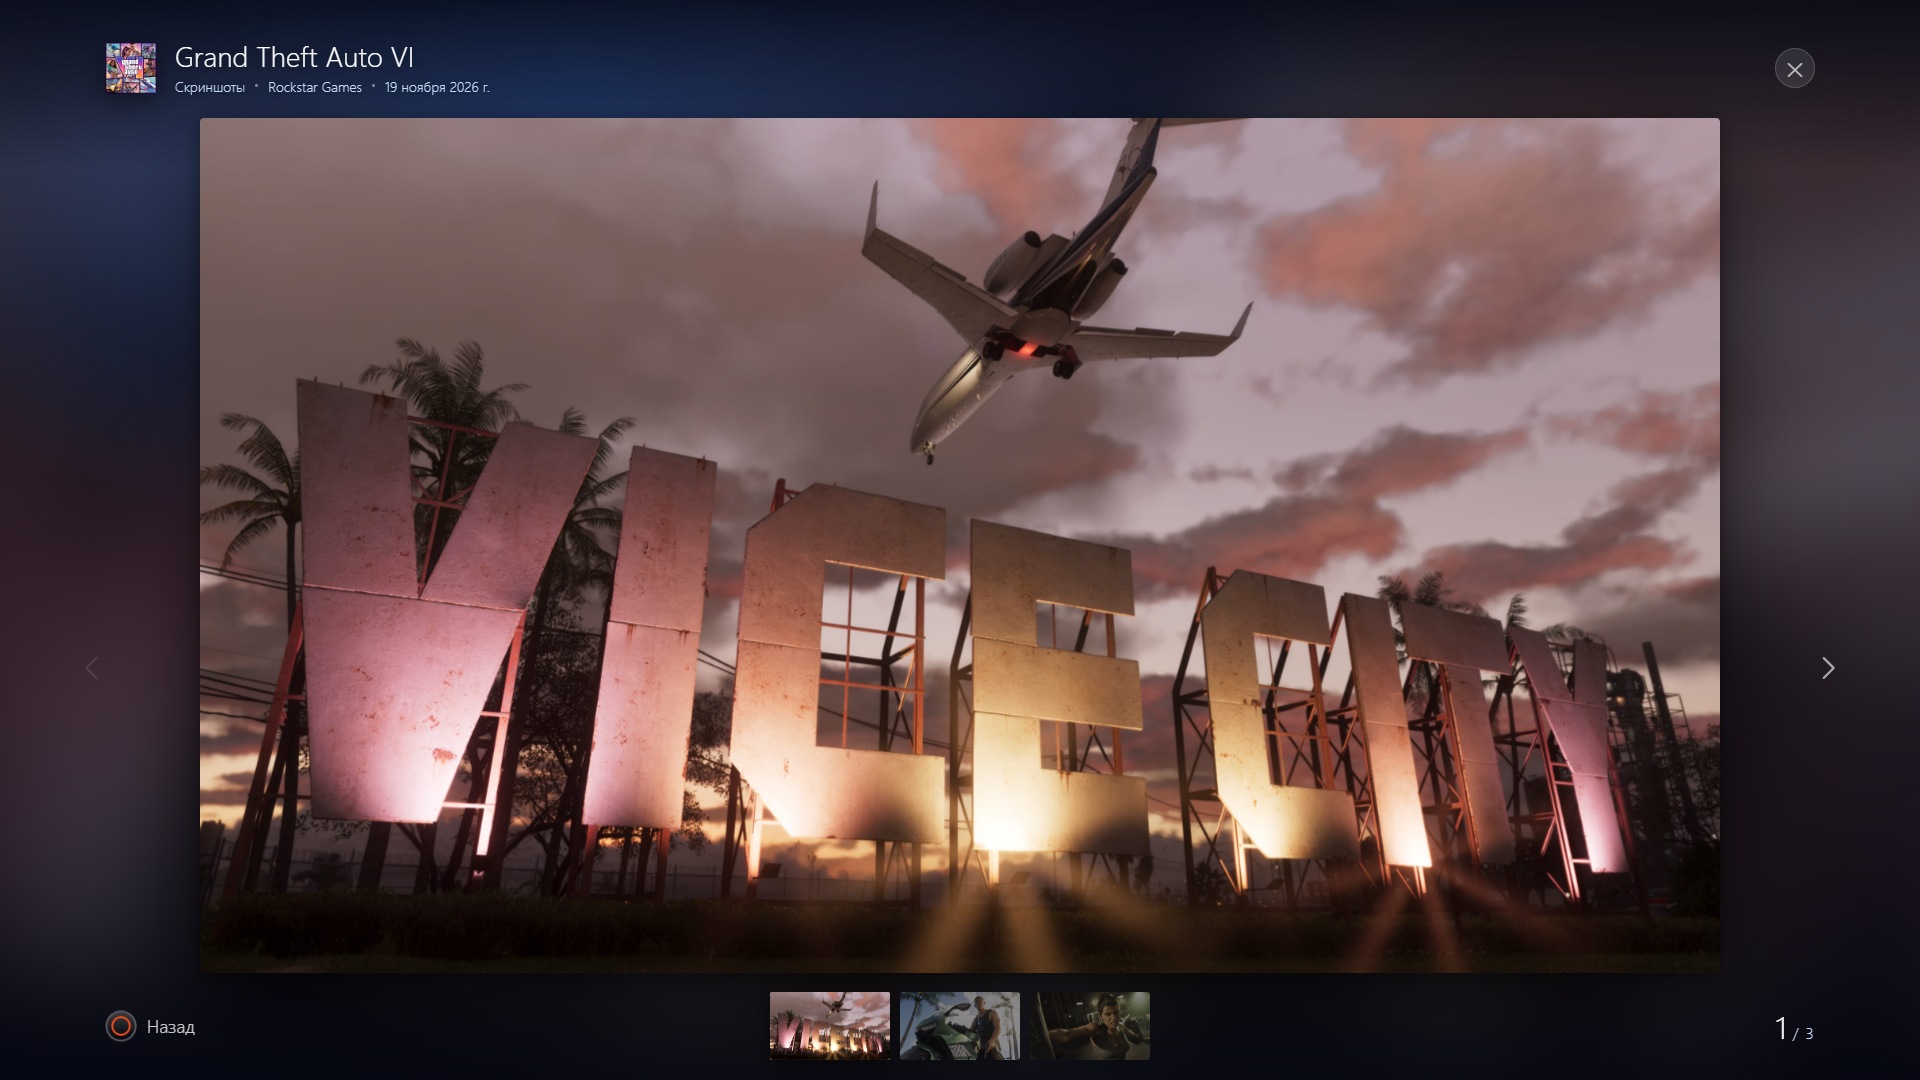 Grand Theft Auto VI
Скриншоты • Rockstar Games • 19 ноября 2026 г.
VICE CITY
Назад
1 / 3